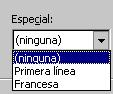 Especial:
(ninguna)
(ninguna)
Primera línea
Francesa